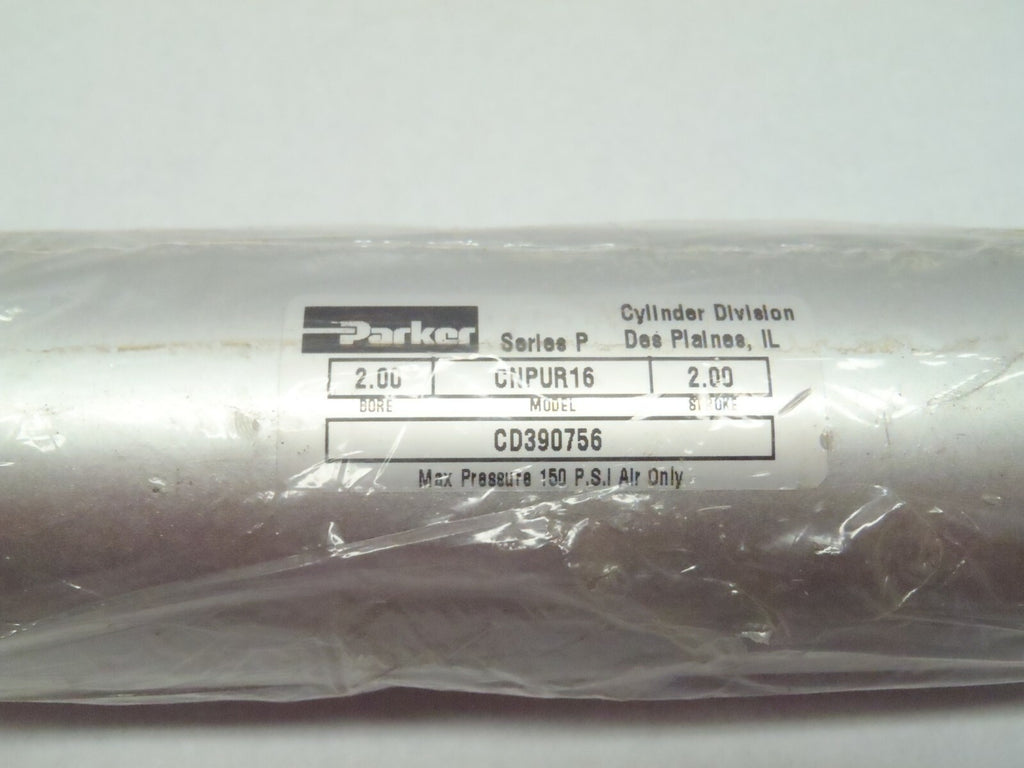 Parker Series P Cylinder Division
Des Plaines, IL
2.00 CNPUR16 2.00
BORE MODEL STROKE
CD390756
Max Pressure 150 P.S.I Air Only